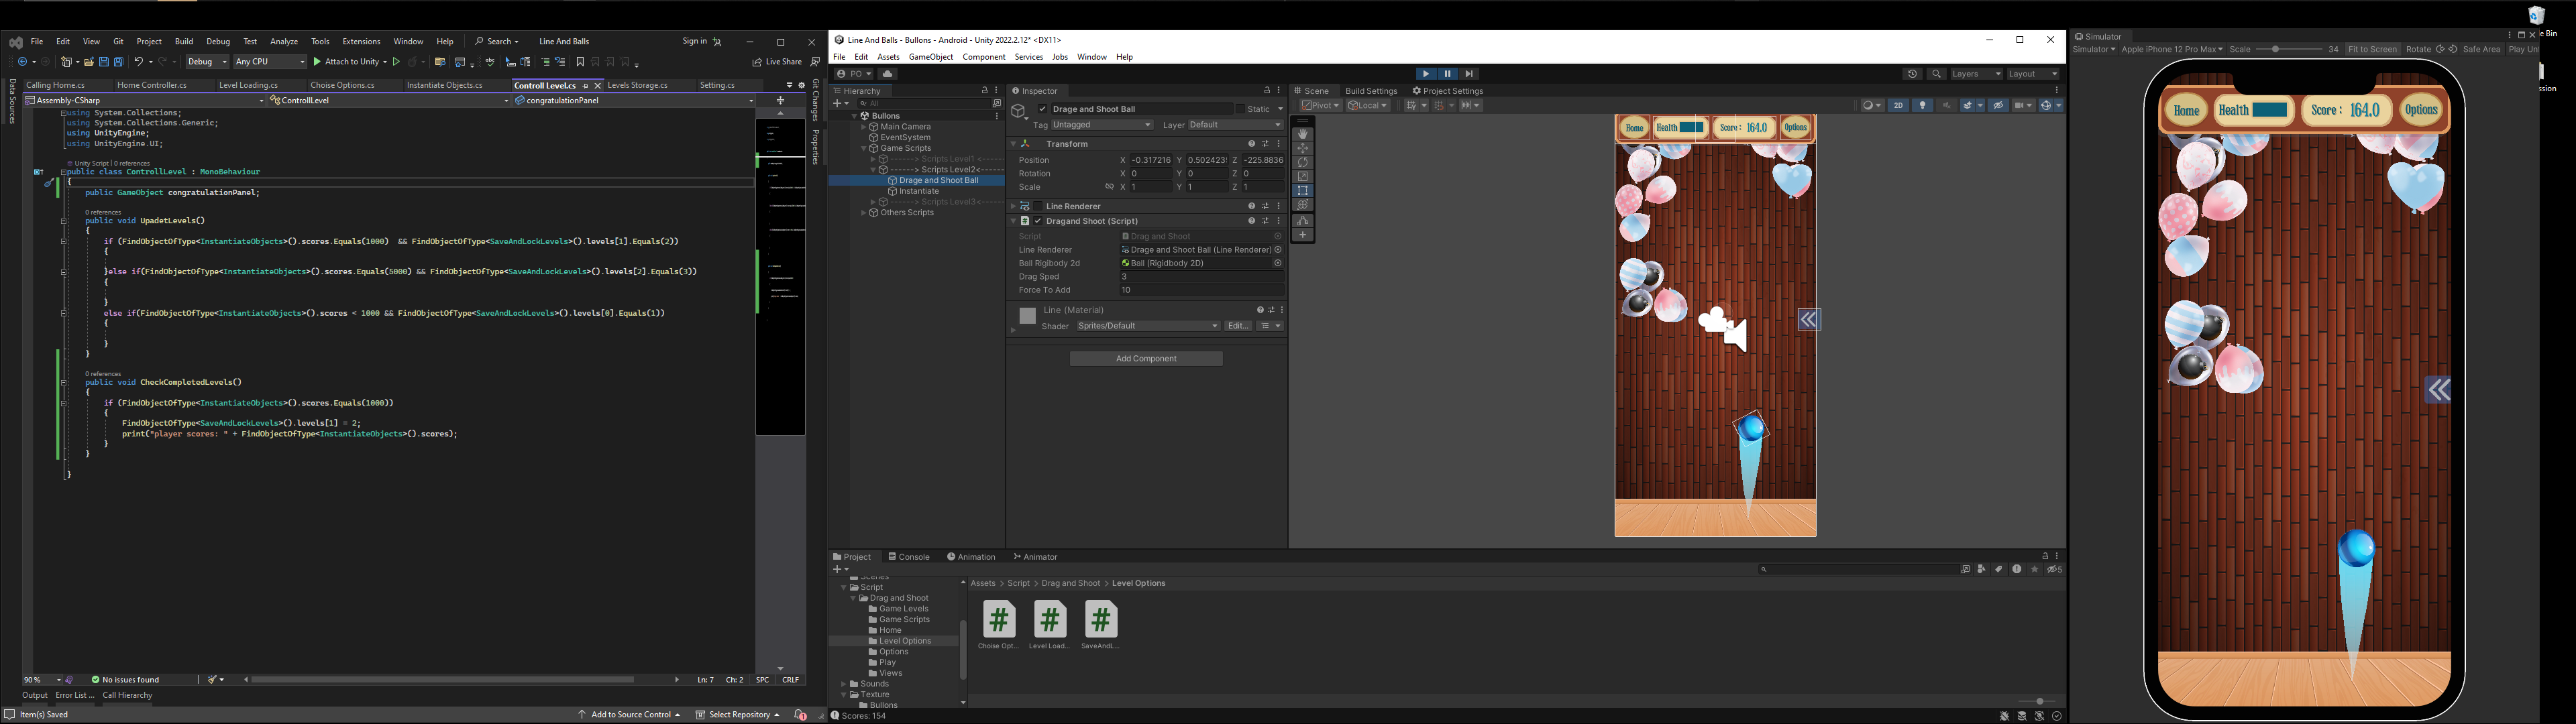 File Edit View Git Project Build Debug Test Analyze Tools Extensions Window Help Search Line And Balls Sign in
Debug Any CPU Attach to Unity Live Share
Calling Home.cs Home Controller.cs Level Loading.cs Choise Options.cs Instantiate Objects.cs Controll Level.cs Levels Storage.cs Setting.cs
Assembly-CSharp ControllLevel congratulationPanel
Data Sources
Git Changes
Properties
using System.Collections;
using System.Collections.Generic;
using UnityEngine;
using UnityEngine.UI;
Unity Script | 0 references
public class ControllLevel : MonoBehaviour
{
public GameObject congratulationPanel;
0 references
public void UpadetLevels()
{
if (FindObjectOfType<InstantiateObjects>().scores.Equals(1000) && FindObjectOfType<SaveAndLockLevels>().levels[1].Equals(2))
{
}else if(FindObjectOfType<InstantiateObjects>().scores.Equals(5000) && FindObjectOfType<SaveAndLockLevels>().levels[2].Equals(3))
{
}
else if(FindObjectOfType<InstantiateObjects>().scores < 1000 && FindObjectOfType<SaveAndLockLevels>().levels[0].Equals(1))
{
}
}
0 references
public void CheckCompletedLevels()
{
if (FindObjectOfType<InstantiateObjects>().scores.Equals(1000))
{
FindObjectOfType<SaveAndLockLevels>().levels[1] = 2;
print("player scores: " + FindObjectOfType<InstantiateObjects>().scores);
}
}
}
90 % No issues found Ln: 7 Ch: 2 SPC CRLF
Output Error List ... Call Hierarchy
Item(s) Saved Add to Source Control Select Repository 1
Line And Balls - Bullons - Android - Unity 2022.2.12* <DX11>
File Edit Assets GameObject Component Services Jobs Window Help
PO Layers Layout
Hierarchy
All
Bullons
Main Camera
EventSystem
Game Scripts
------> Scripts Level1 <------
------> Scripts Level2<------
Drage and Shoot Ball
Instantiate
------> Scripts Level3<------
Others Scripts
Inspector
Drage and Shoot Ball Static
Tag Untagged Layer Default
Transform
Position X -0.317216 Y 0.502423 Z -225.8836
Rotation X 0 Y 0 Z 0
Scale X 1 Y 1 Z 1
Line Renderer
Dragand Shoot (Script)
Script Drag and Shoot
Line Renderer Drage and Shoot Ball (Line Renderer)
Ball Rigibody 2d Ball (Rigidbody 2D)
Drag Sped 3
Force To Add 10
Line (Material)
Shader Sprites/Default Edit...
Add Component
Scene Build Settings Project Settings
Pivot Local 2D
Home Health Score : 164.0 Options
Project Console Animation Animator
5
Scenes
Script
Drag and Shoot
Game Levels
Game Scripts
Home
Level Options
Options
Play
Views
Sounds
Texture
Bullons
Assets > Script > Drag and Shoot > Level Options
Choise Opt... Level Load... SaveAndL...
Scores: 154
Simulator
Simulator Apple iPhone 12 Pro Max Scale 34 Fit to Screen Rotate Safe Area Play Un
Home Health Score : 164.0 Options
e Bin
ssion